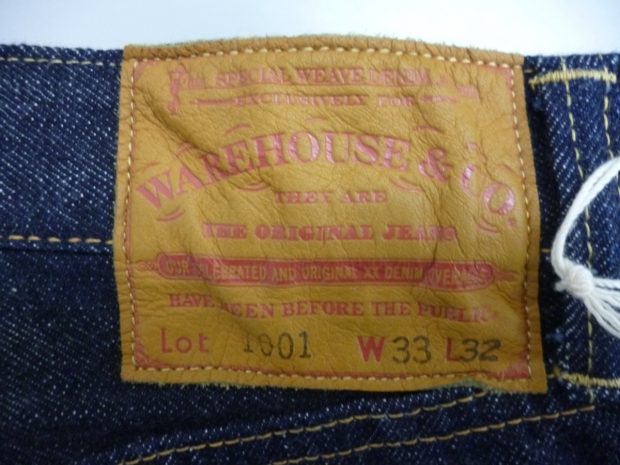 SPECIAL WEAVE DENIM
EXCLUSIVELY FOR
WAREHOUSE & CO.
THEY ARE
THE ORIGINAL JEANS
OUR CELEBRATED AND ORIGINAL XX DENIM OVERALL
HAVE BEEN BEFORE THE PUBLIC.
Lot 1001 W33 L32